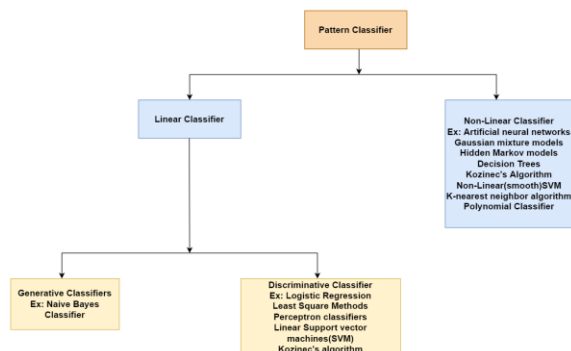 Pattern Classifier
Linear Classifier
Non-Linear Classifier
Ex: Artificial neural networks
Gaussian mixture models
Hidden Markov models
Decision Trees
Kozinec's Algorithm
Non-Linear(smooth)SVM
K-nearest neighbor algorithm
Polynomial Classifier
Generative Classifiers
Ex: Naive Bayes
Classifier
Discriminative Classifier
Ex: Logistic Regression
Least Square Methods
Perceptron classifiers
Linear Support vector
machines(SVM)
Kozinec's algorithm